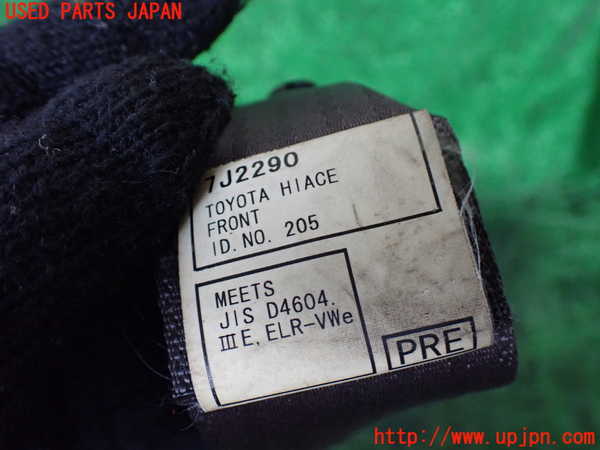 USED PARTS JAPAN
7J2290
TOYOTA HIACE
FRONT
ID. NO. 205
MEETS
JIS D4604.
ⅢE, ELR-VWe
PRE
http://www.upjpn.com/